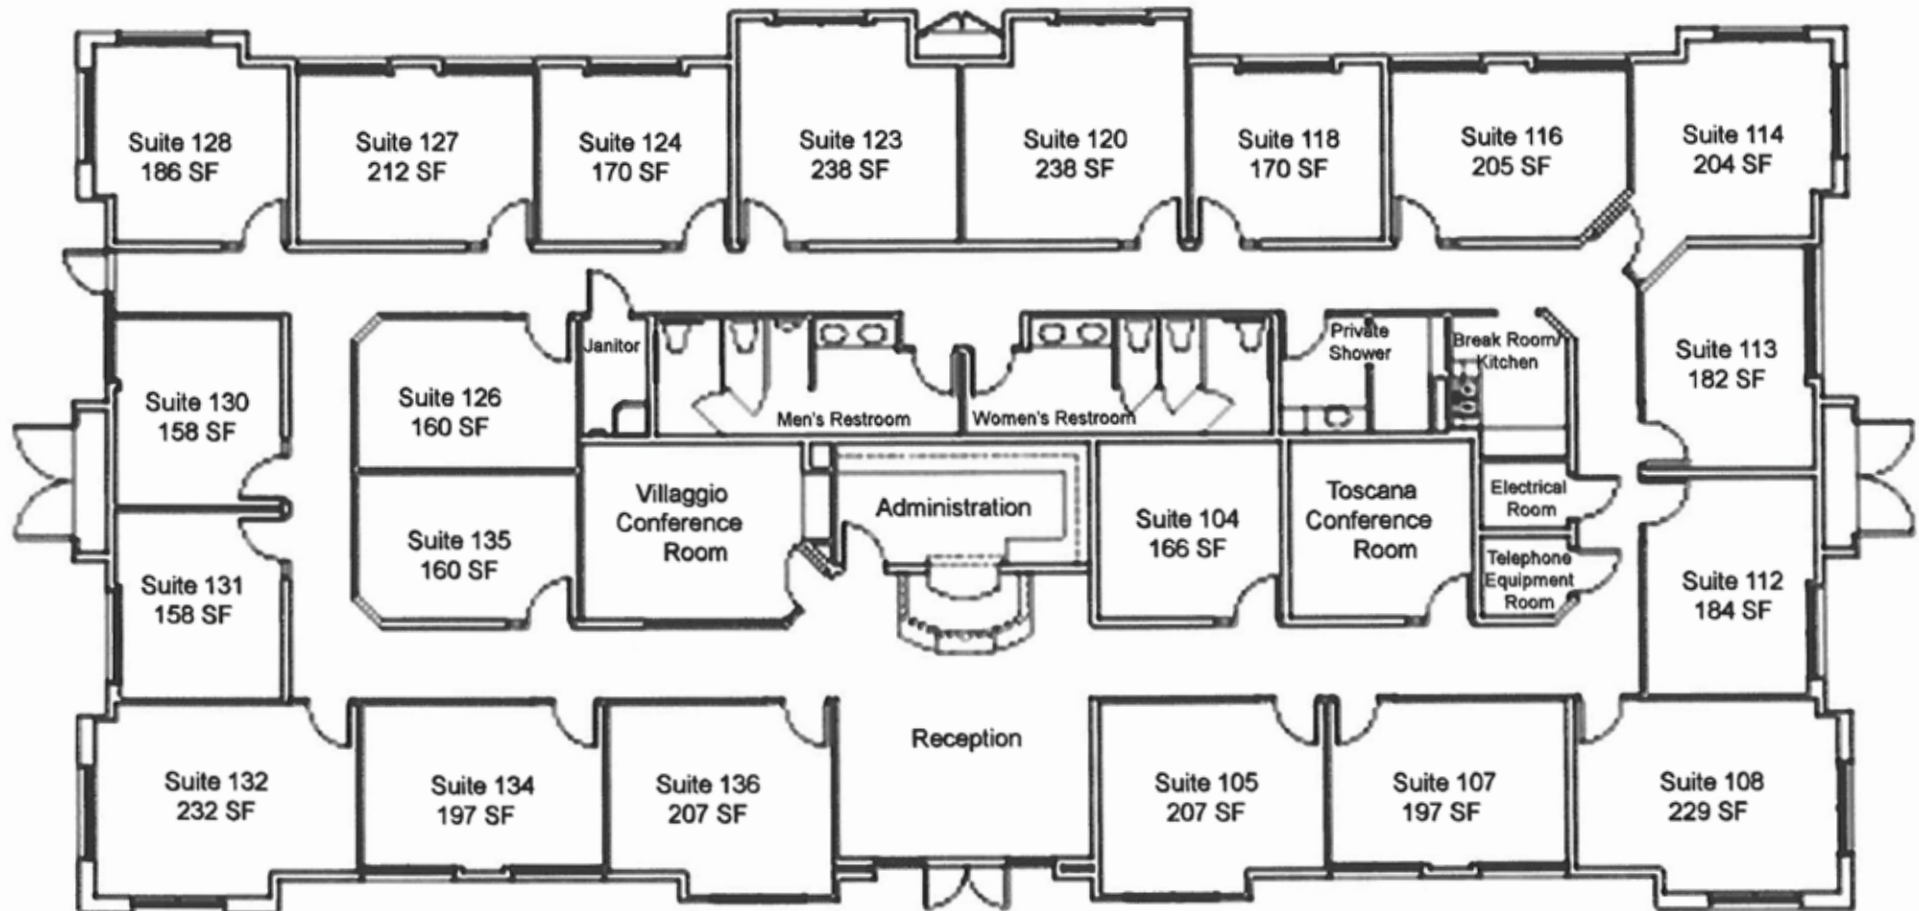 Suite 128
186 SF
Suite 127
212 SF
Suite 124
170 SF
Suite 123
238 SF
Suite 120
238 SF
Suite 118
170 SF
Suite 116
205 SF
Suite 114
204 SF
Suite 130
158 SF
Suite 126
160 SF
Janitor
Men's Restroom
Women's Restroom
Private
Shower
Break Room/
Kitchen
Suite 113
182 SF
Suite 131
158 SF
Suite 135
160 SF
Villaggio
Conference
Room
Administration
Suite 104
166 SF
Toscana
Conference
Room
Electrical
Room
Telephone
Equipment
Room
Suite 112
184 SF
Suite 132
232 SF
Suite 134
197 SF
Suite 136
207 SF
Reception
Suite 105
207 SF
Suite 107
197 SF
Suite 108
229 SF